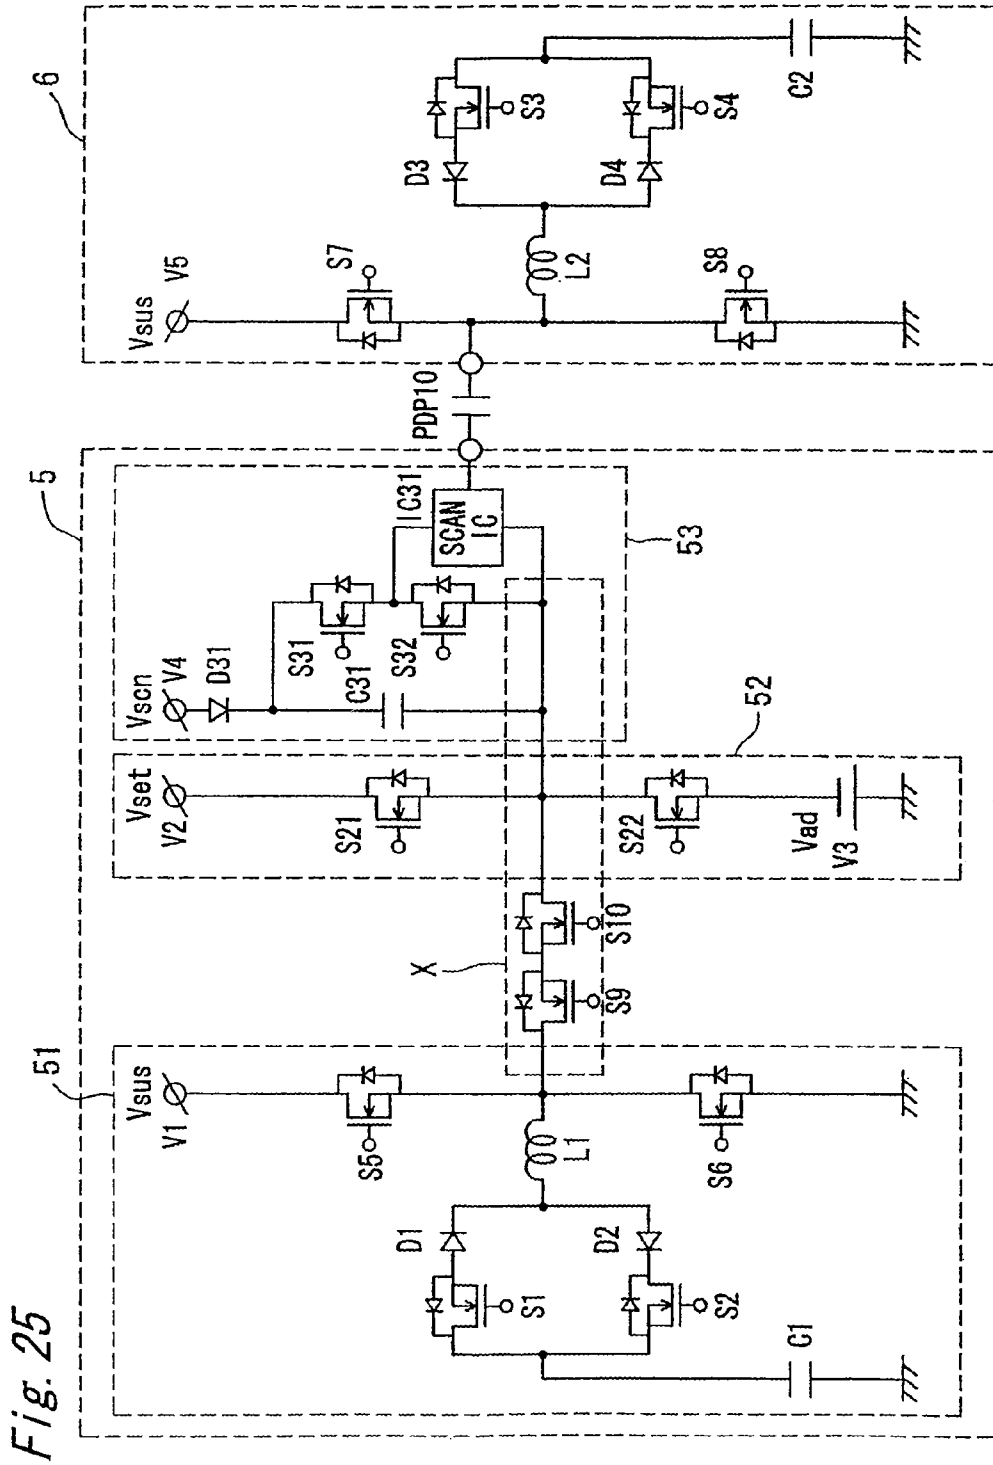 Fig. 25
51
5
6
Vsus
V1
S5
S6
L1
D1
D2
S1
S2
C1
X
S9
S10
Vset
V2
S21
S22
Vad
V3
52
Vscn
V4
D31
S31
C31
S32
IC31
SCAN
IC
53
PDP10
Vsus
V5
S7
S8
L2
D3
D4
S3
S4
C2